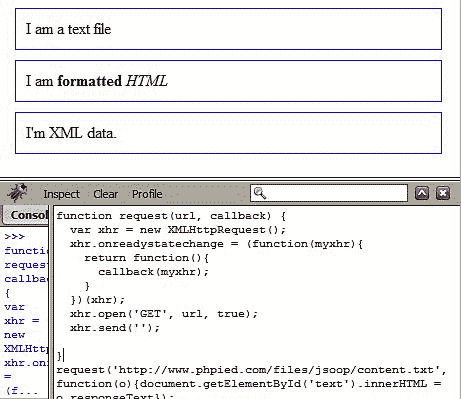 I am a text file
I am formatted HTML
I'm XML data.
Inspect Clear Profile
Consol
>>>
functio
request
callbac
{
var
xhr =
new
XMLHttp
xhr.on
=
(f...
function request(url, callback) {
var xhr = new XMLHttpRequest();
xhr.onreadystatechange = (function(myxhr){
return function(){
callback(myxhr);
}
})(xhr);
xhr.open('GET', url, true);
xhr.send('');
}
request('http://www.phpied.com/files/jsoop/content.txt',
function(o){document.getElementById('text').innerHTML =
o.responseText});